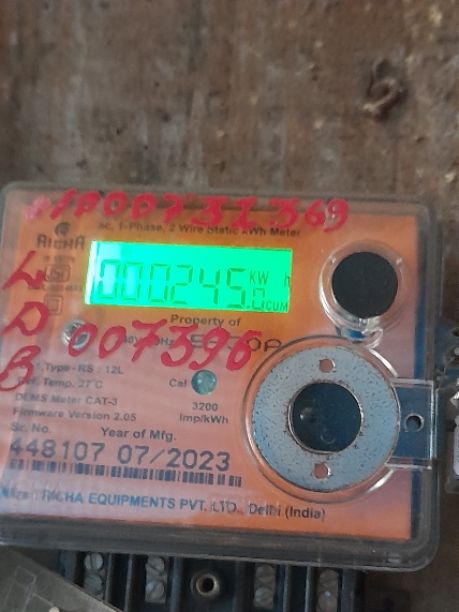 RICHA
ac, 1-Phase, 2 Wire Static kWh Meter
000245.0 KW h
CUM
Property of
L D B 007396
Type - RS : 12L
Ref. Temp. 27°C
Cal
DLMS Meter CAT-3
3200
Firmware Version 2.05
Imp/kWh
Sr. No. Year of Mfg.
448107 07/2023
RICHA EQUIPMENTS PVT. LTD., Delhi (India)